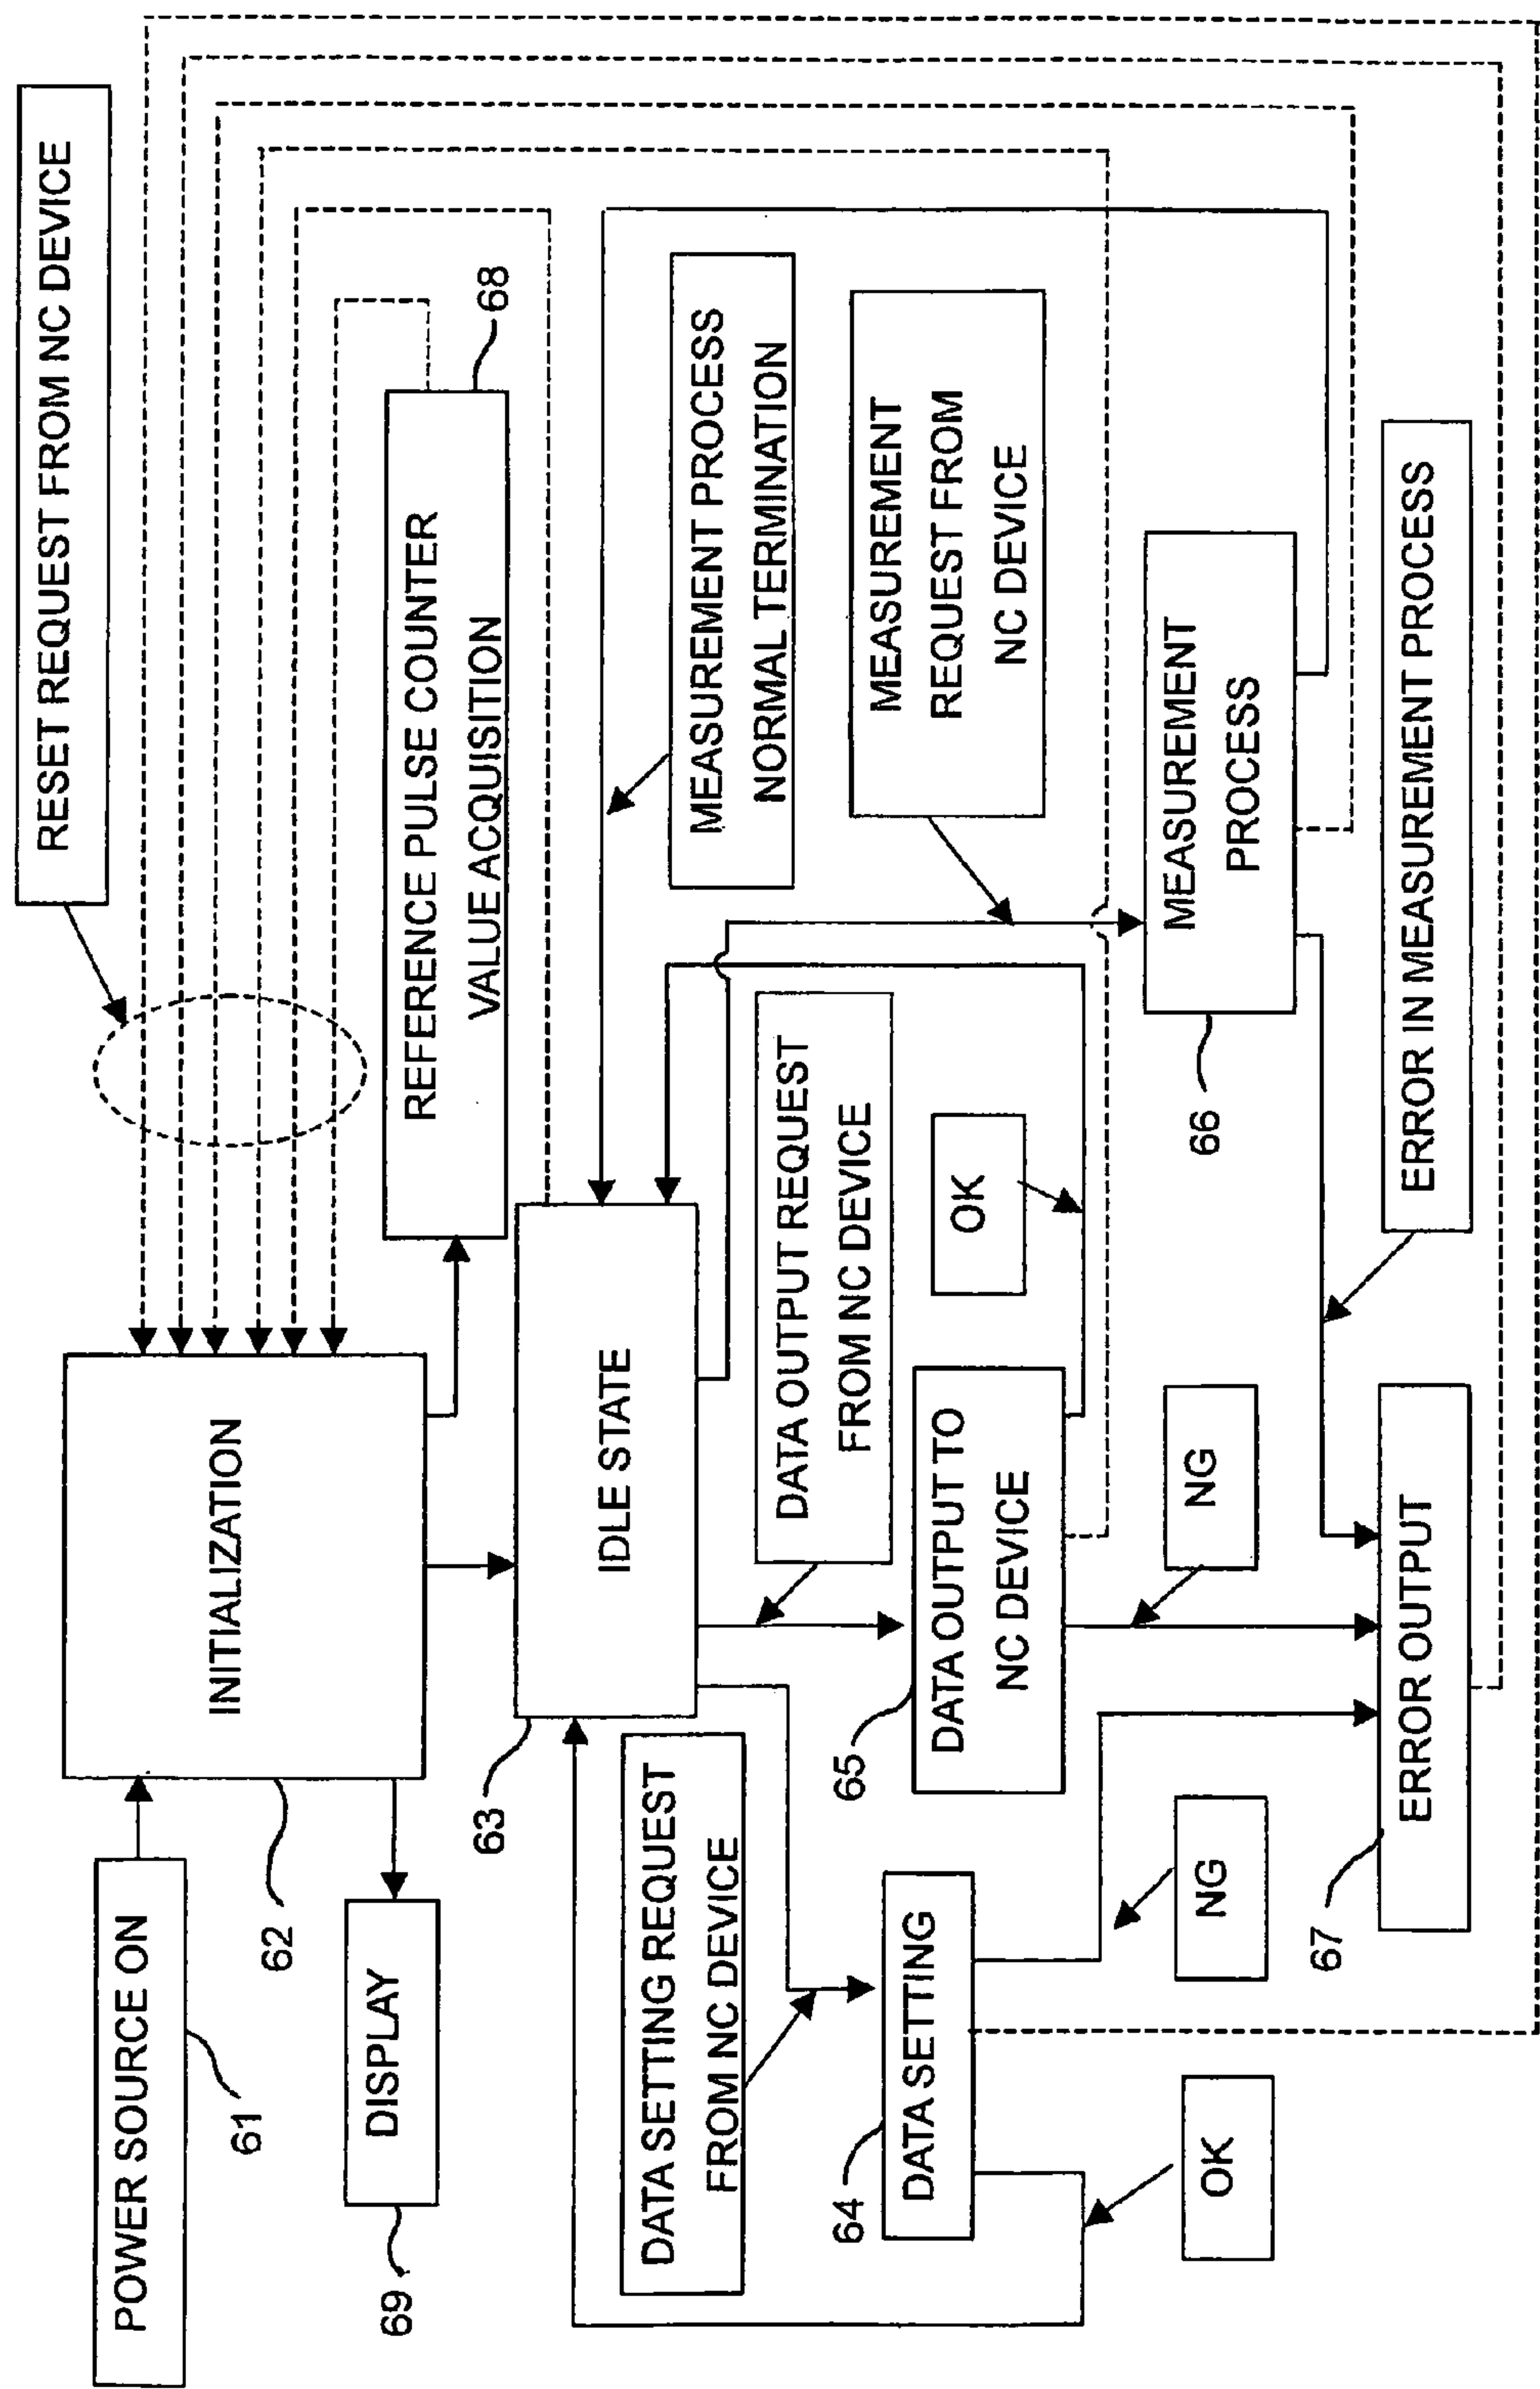 RESET REQUEST FROM NC DEVICE
POWER SOURCE ON
61
INITIALIZATION
62
DISPLAY
69
REFERENCE PULSE COUNTER
VALUE ACQUISITION
68
IDLE STATE
63
DATA SETTING REQUEST
FROM NC DEVICE
MEASUREMENT PROCESS
NORMAL TERMINATION
DATA OUTPUT REQUEST
FROM NC DEVICE
MEASUREMENT
REQUEST FROM
NC DEVICE
DATA SETTING
64
DATA OUTPUT TO
NC DEVICE
65
OK
MEASUREMENT
PROCESS
66
OK
NG
NG
ERROR OUTPUT
67
ERROR IN MEASUREMENT PROCESS